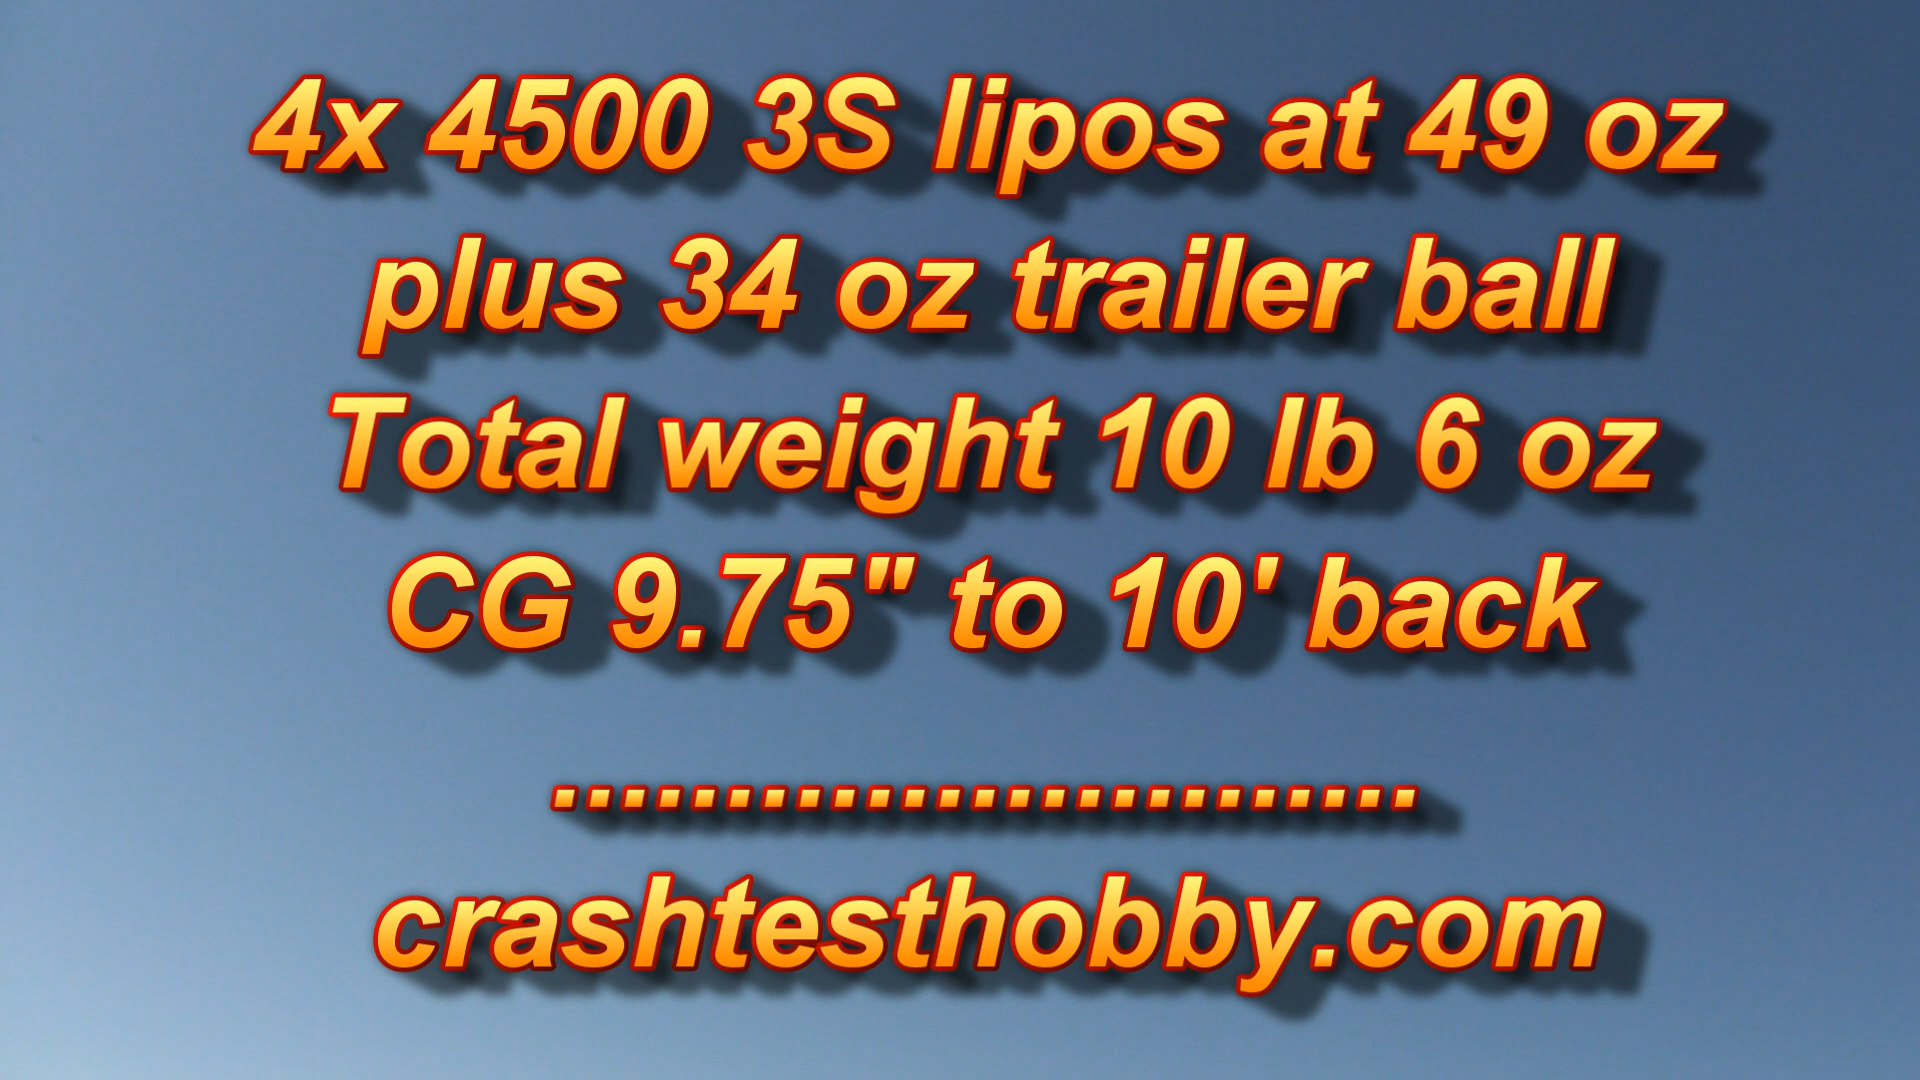 4x 4500 3S lipos at 49 oz
plus 34 oz trailer ball
Total weight 10 lb 6 oz
CG 9.75" to 10' back
.........................
crashtesthobby.com